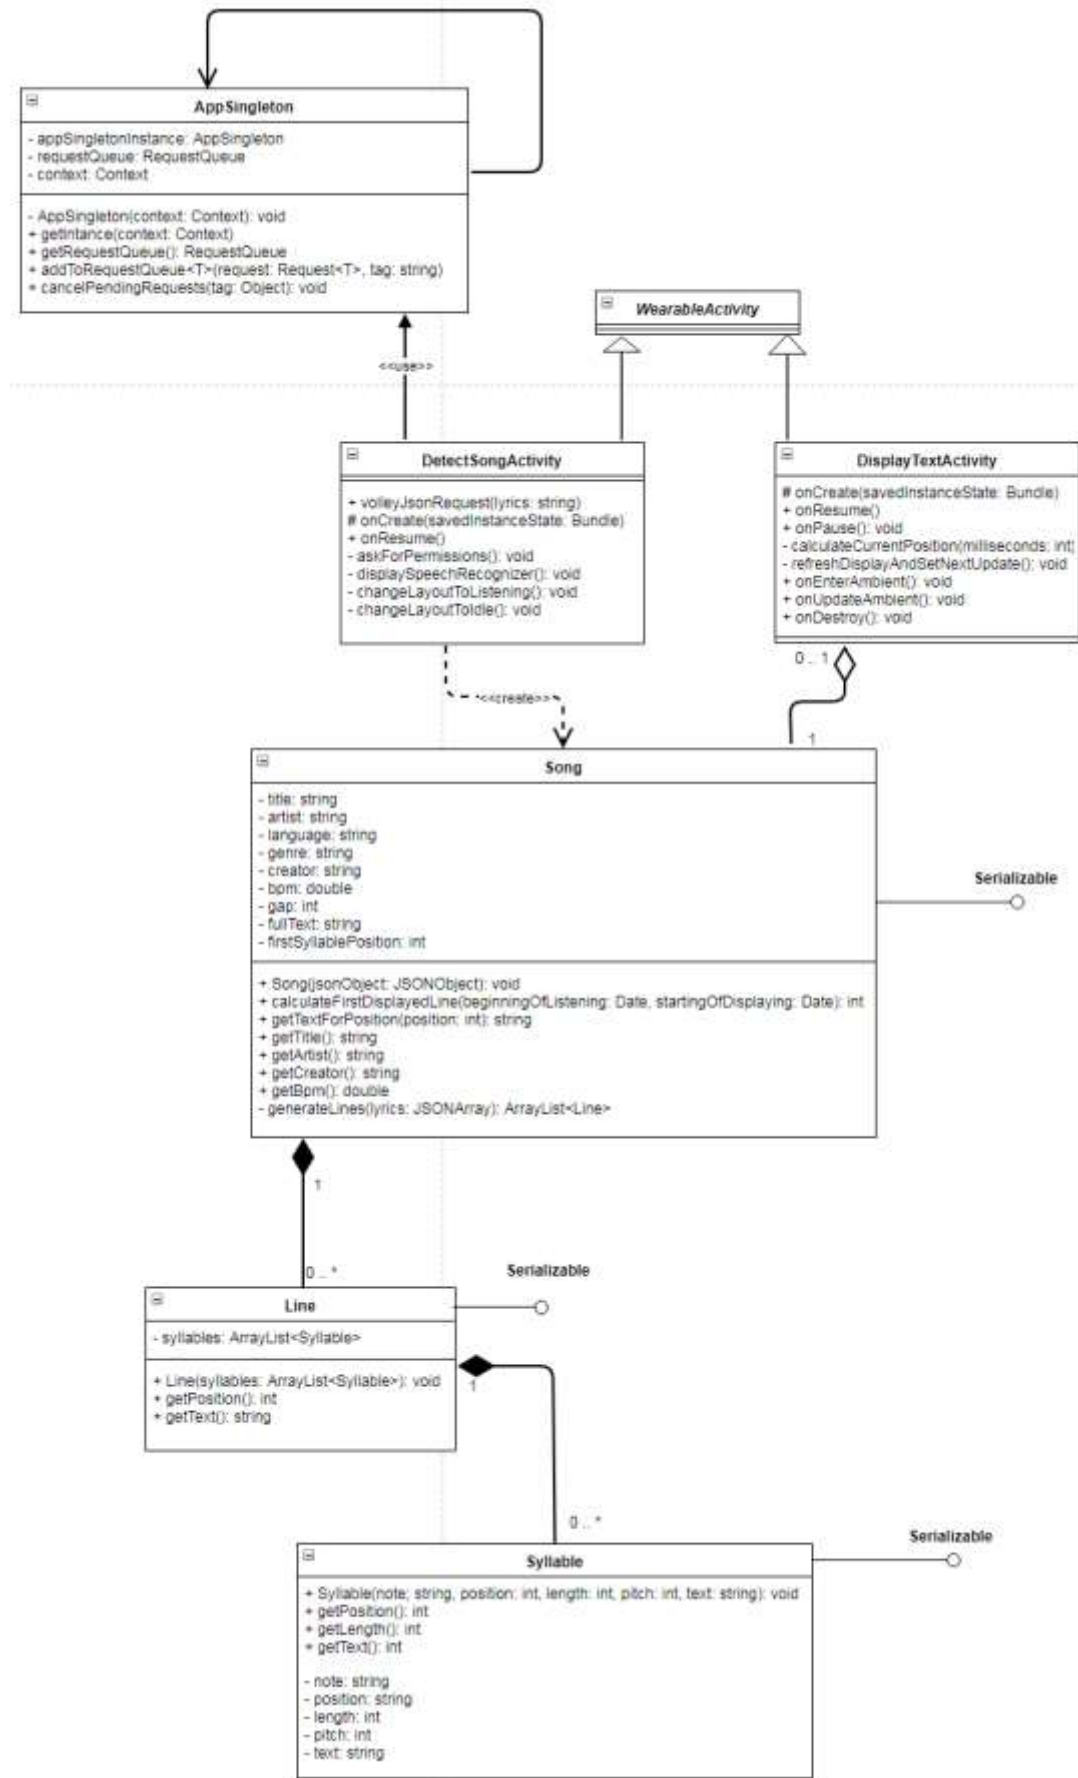 AppSingleton
- appSingletonInstance: AppSingleton
- requestQueue: RequestQueue
- context: Context
- AppSingleton(context: Context): void
+ getIntance(context: Context)
+ getRequestQueue(): RequestQueue
+ addToRequestQueue<T>(request: Request<T>, tag: string)
+ cancelPendingRequests(tag: Object): void
<<use>>
WearableActivity
DetectSongActivity
+ volleyJsonRequest(lyrics: string)
# onCreate(savedInstanceState: Bundle)
+ onResume()
- askForPermissions(): void
- displaySpeechRecognizer(): void
- changeLayoutToListening(): void
- changeLayoutToIdle(): void
DisplayTextActivity
# onCreate(savedInstanceState: Bundle)
+ onResume()
+ onPause(): void
- calculateCurrentPosition(milliseconds: int)
- refreshDisplayAndSetNextUpdate(): void
+ onEnterAmbient(): void
+ onUpdateAmbient(): void
+ onDestroy(): void
0 .. 1
<<create>>
1
Song
- title: string
- artist: string
- language: string
- genre: string
- creator: string
- bpm: double
- gap: int
- fullText: string
- firstSyllablePosition: int
+ Song(jsonObject: JSONObject): void
+ calculateFirstDisplayedLine(beginningOfListening: Date, startingOfDisplaying: Date): int
+ getTextForPosition(position: int): string
+ getTitle(): string
+ getArtist(): string
+ getCreator(): string
+ getBpm(): double
- generateLines(lyrics: JSONArray): ArrayList<Line>
Serializable
1
0 .. *
Line
- syllables: ArrayList<Syllable>
+ Line(syllables: ArrayList<Syllable>): void
+ getPosition(): int
+ getText(): string
Serializable
1
0 .. *
Syllable
+ Syllable(note: string, position: int, length: int, pitch: int, text: string): void
+ getPosition(): int
+ getLength(): int
+ getText(): int
- note: string
- position: string
- length: int
- pitch: int
- text: string
Serializable